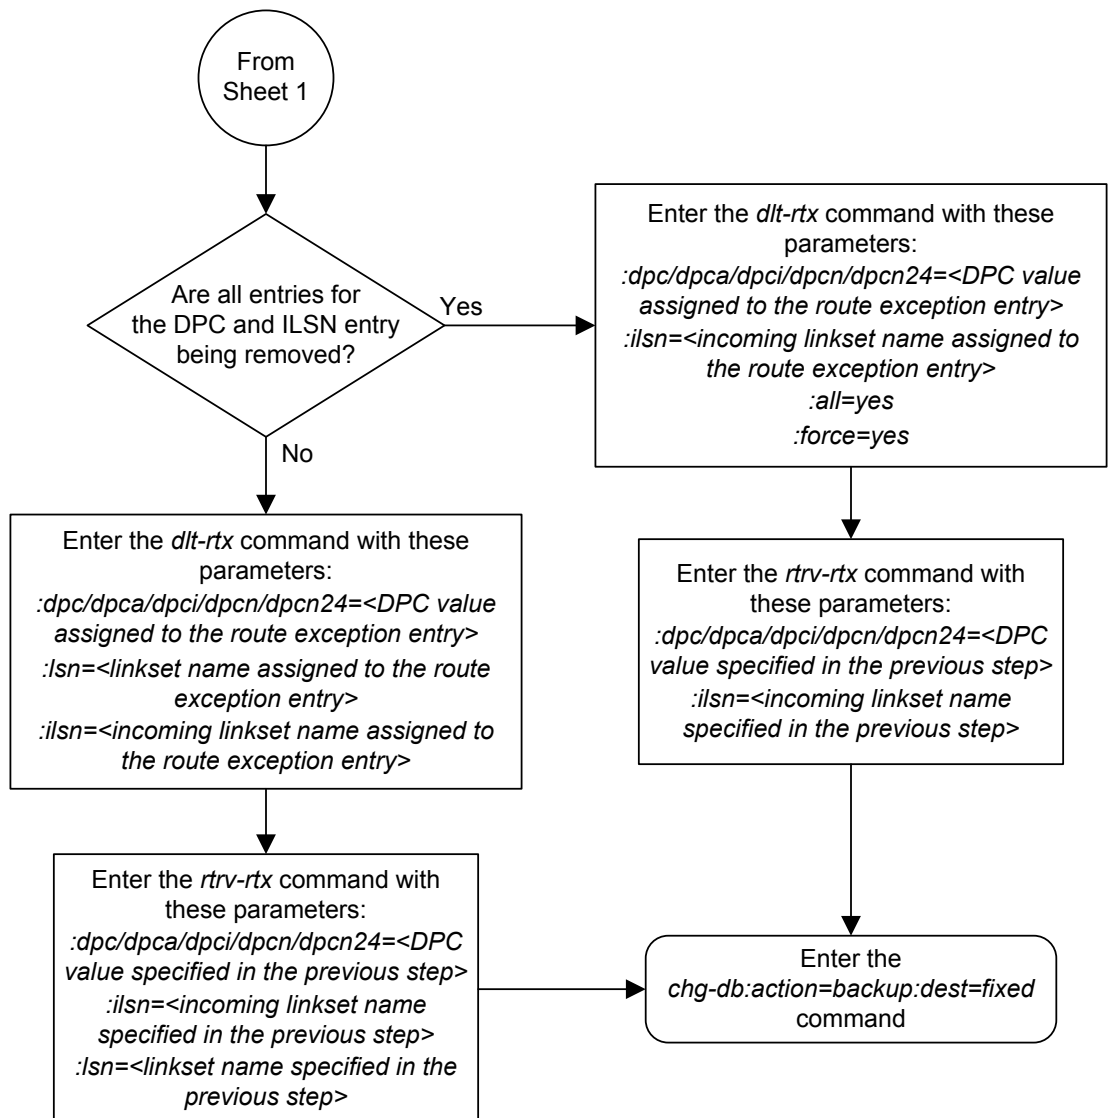 From
Sheet 1
Are all entries for
the DPC and ILSN entry
being removed?
Yes
No
Enter the dlt-rtx command with these
parameters:
:dpc/dpca/dpci/dpcn/dpcn24=<DPC value
assigned to the route exception entry>
:ilsn=<incoming linkset name assigned to
the route exception entry>
:all=yes
:force=yes
Enter the dlt-rtx command with these
parameters:
:dpc/dpca/dpci/dpcn/dpcn24=<DPC value
assigned to the route exception entry>
:lsn=<linkset name assigned to the route
exception entry>
:ilsn=<incoming linkset name assigned to
the route exception entry>
Enter the rtrv-rtx command with
these parameters:
:dpc/dpca/dpci/dpcn/dpcn24=<DPC
value specified in the previous step>
:ilsn=<incoming linkset name
specified in the previous step>
Enter the rtrv-rtx command with
these parameters:
:dpc/dpca/dpci/dpcn/dpcn24=<DPC
value specified in the previous step>
:ilsn=<incoming linkset name
specified in the previous step>
:lsn=<linkset name specified in the
previous step>
Enter the
chg-db:action=backup:dest=fixed
command